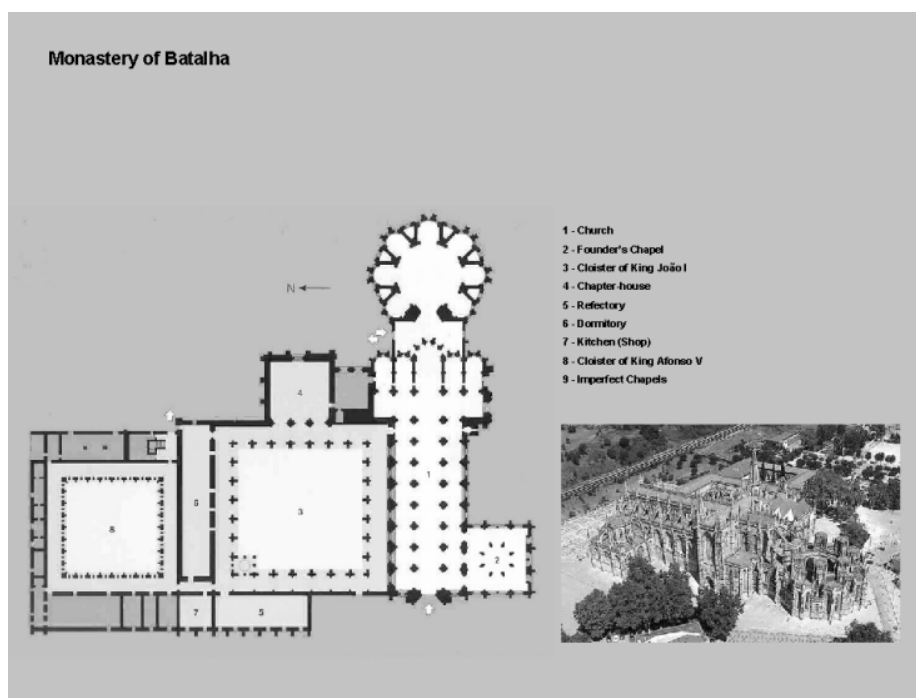 Monastery of Batalha
N
1 - Church
2 - Founder's Chapel
3 - Cloister of King João I
4 - Chapter-house
5 - Refectory
6 - Dormitory
7 - Kitchen (Shop)
8 - Cloister of King Afonso V
9 - Imperfect Chapels
4
1
6
3
8
2
7
5